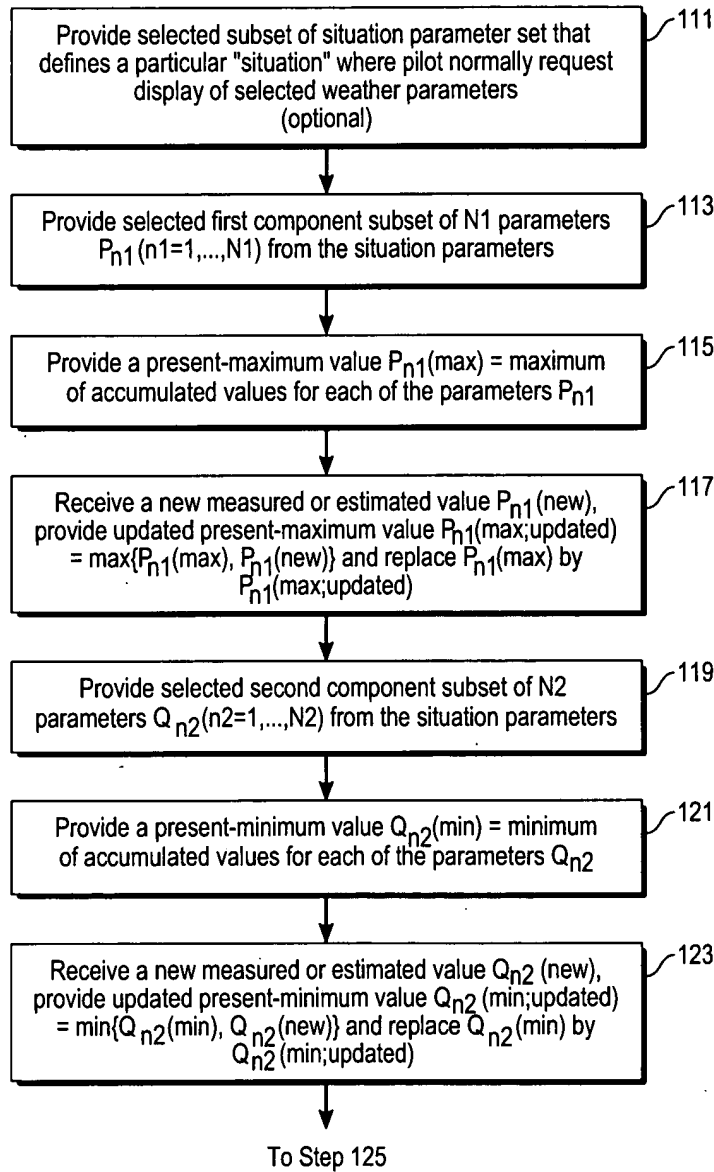 Provide selected subset of situation parameter set that
defines a particular "situation" where pilot normally request
display of selected weather parameters
(optional)
111
Provide selected first component subset of N1 parameters
Pn1(n1=1,...,N1) from the situation parameters
113
Provide a present-maximum value Pn1(max) = maximum
of accumulated values for each of the parameters Pn1
115
Receive a new measured or estimated value Pn1(new),
provide updated present-maximum value Pn1(max;updated)
= max{Pn1(max), Pn1(new)} and replace Pn1(max) by
Pn1(max;updated)
117
Provide selected second component subset of N2
parameters Qn2(n2=1,...,N2) from the situation parameters
119
Provide a present-minimum value Qn2(min) = minimum
of accumulated values for each of the parameters Qn2
121
Receive a new measured or estimated value Qn2 (new),
provide updated present-minimum value Qn2 (min;updated)
= min{Qn2(min), Qn2(new)} and replace Qn2(min) by
Qn2(min;updated)
123
To Step 125